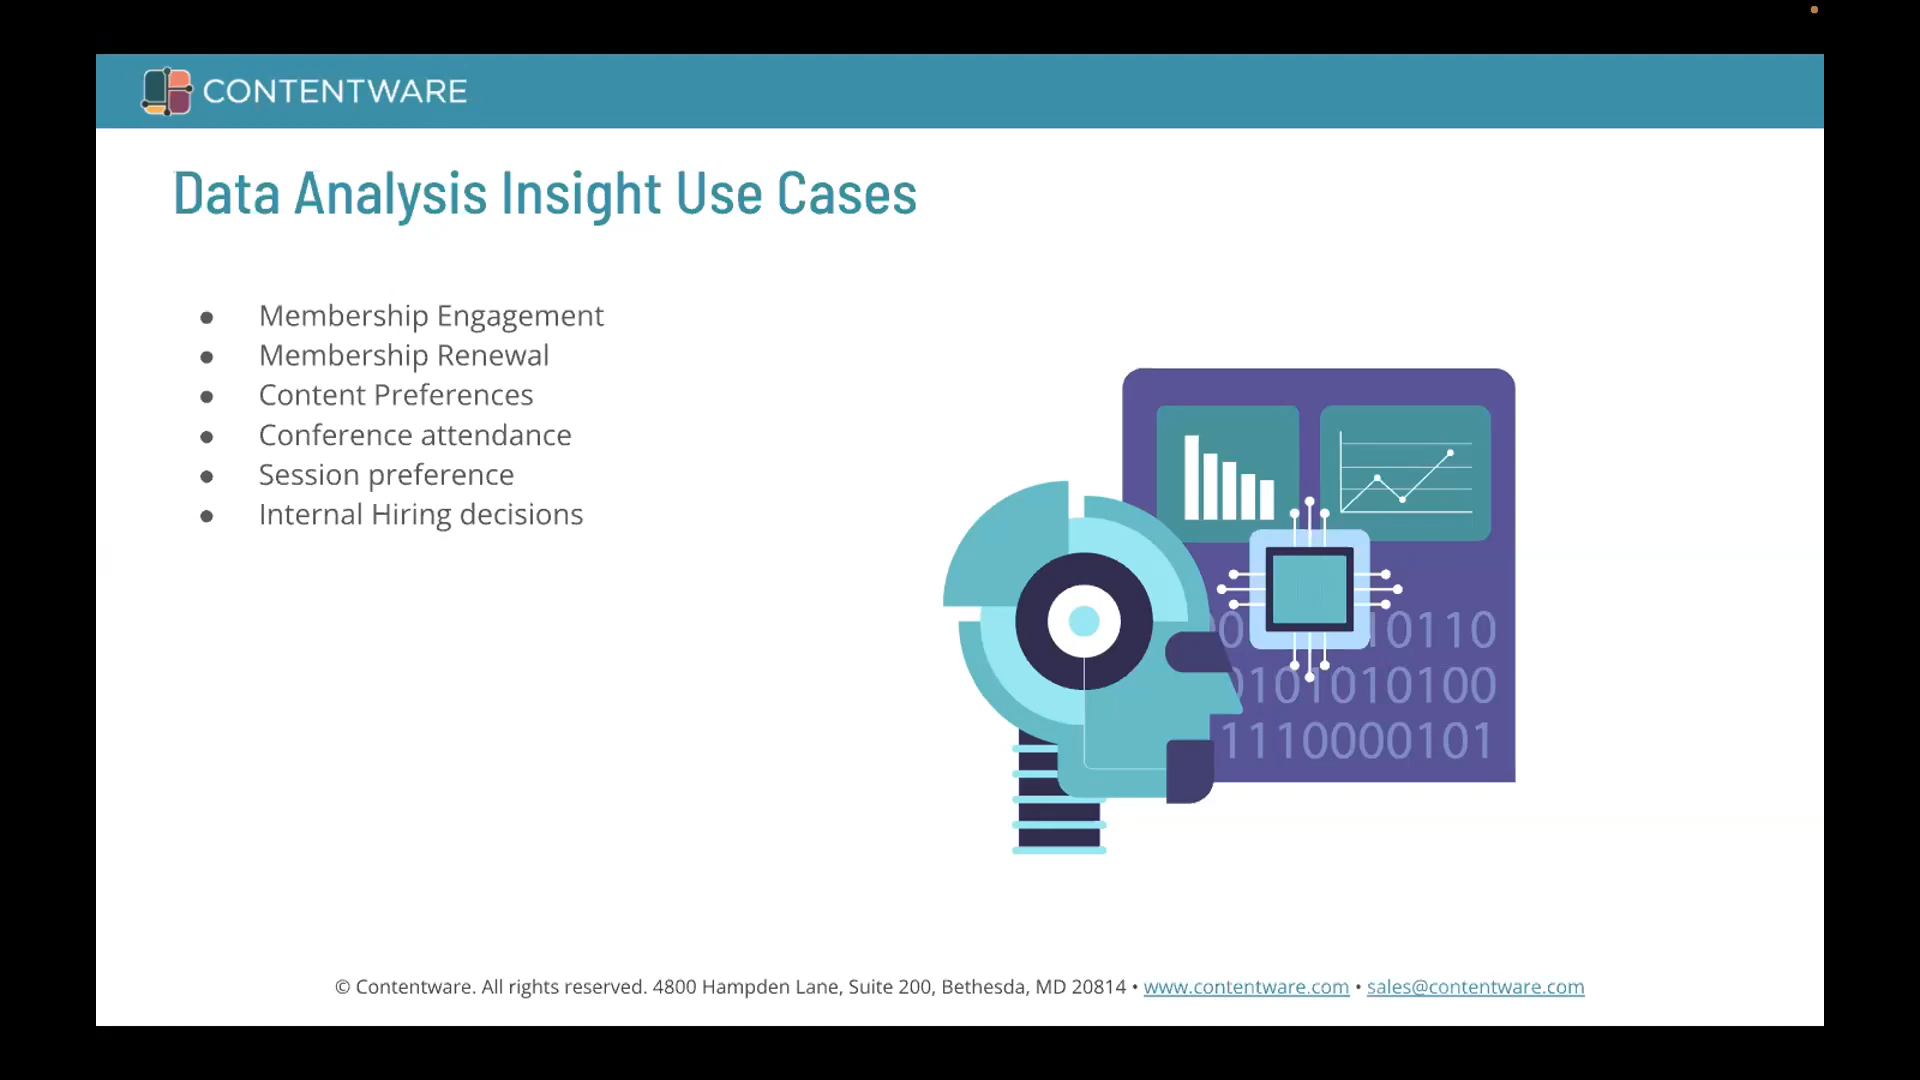 CONTENTWARE
Data Analysis Insight Use Cases
● Membership Engagement
● Membership Renewal
● Content Preferences
● Conference attendance
● Session preference
● Internal Hiring decisions
10110
0101010100
1110000101
© Contentware. All rights reserved. 4800 Hampden Lane, Suite 200, Bethesda, MD 20814 • www.contentware.com • sales@contentware.com